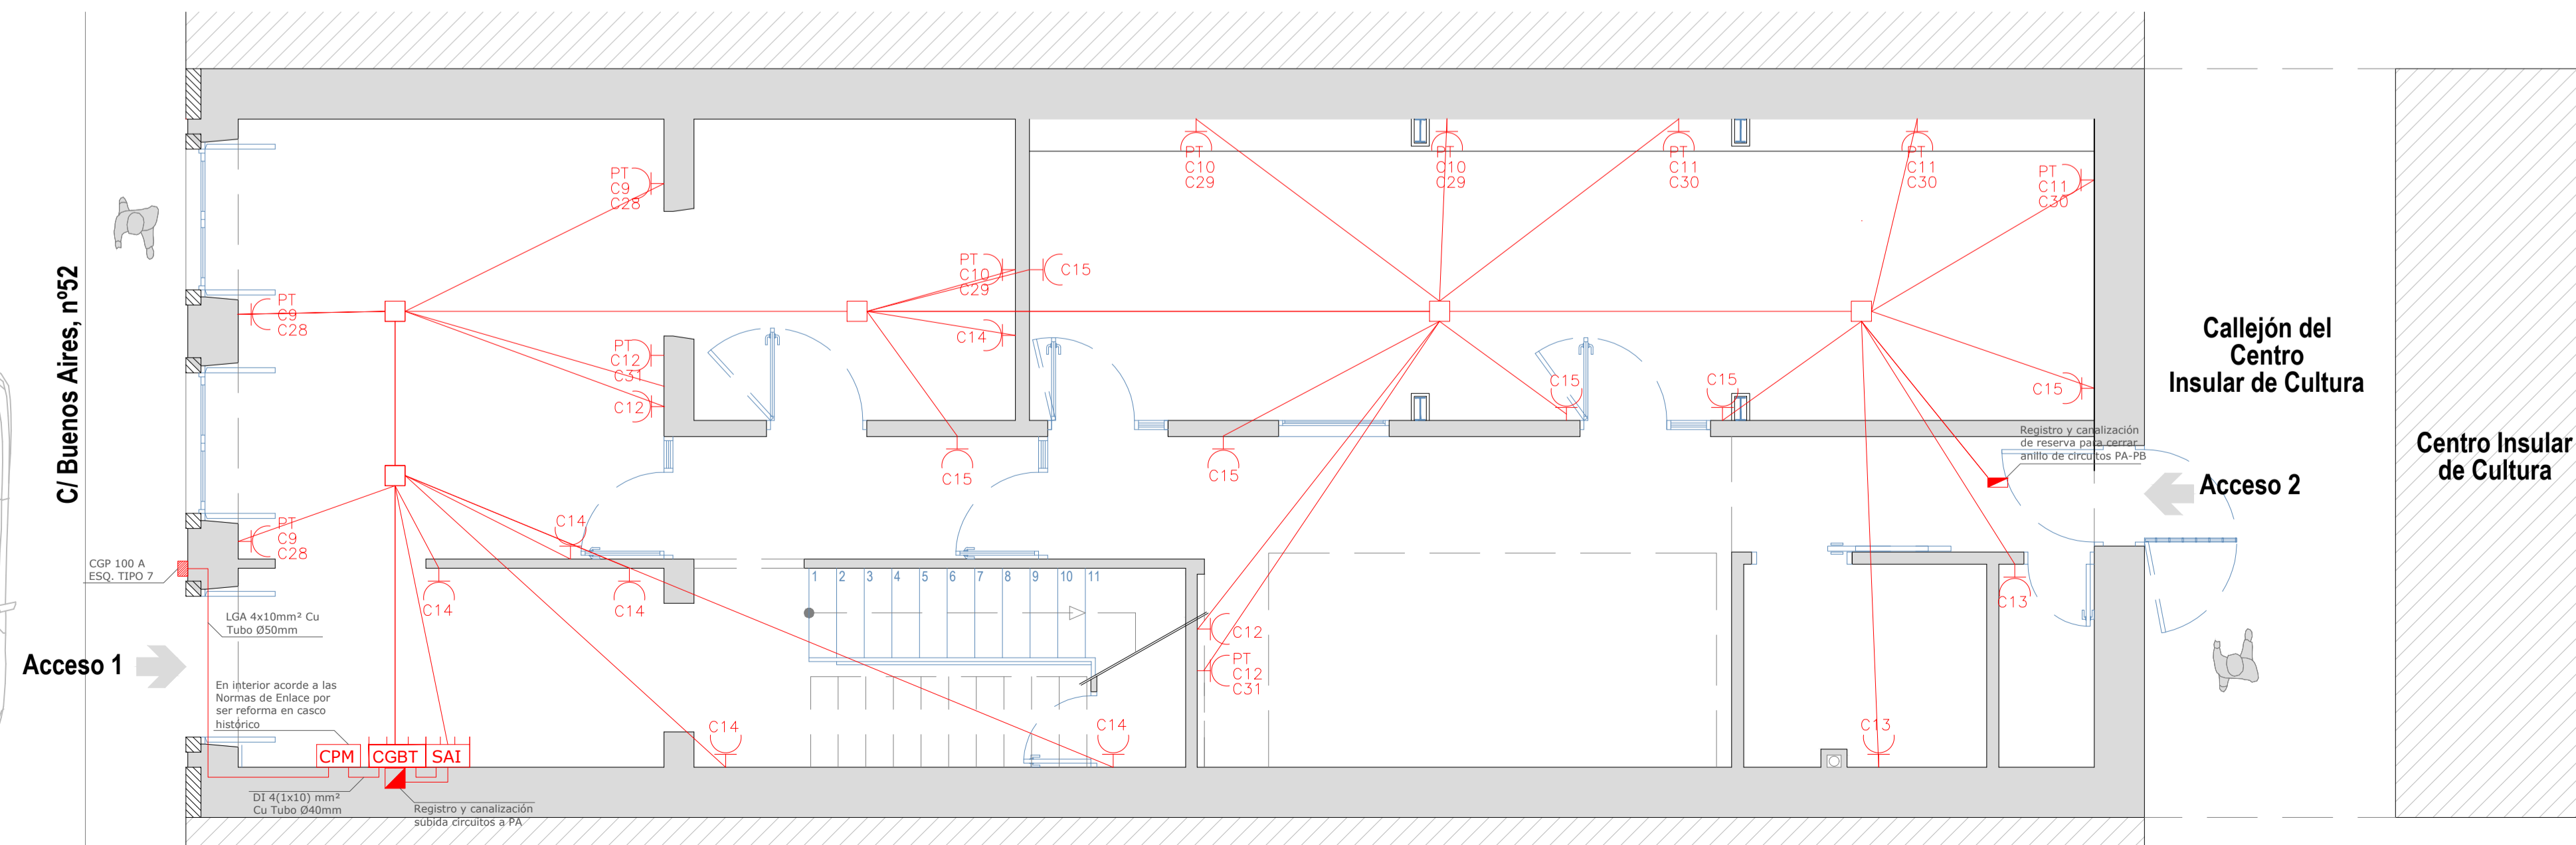 C/ Buenos Aires, nº52
PT
C9
C28
PT
C9
C28
PT
C12
C31
C12
PT
C9
C28
PT
C10
C29
C15
C14
C15
PT
C10
C29
PT
C10
C29
PT
C11
C30
PT
C11
C30
PT
C11
C30
C15
C15
C15
C15
Callejón del
Centro
Insular de Cultura
Centro Insular
de Cultura
Registro y canalización
de reserva para cerrar
anillo de circuitos PA-PB
Acceso 2
CGP 100 A
ESQ. TIPO 7
LGA 4x10mm² Cu
Tubo Ø50mm
Acceso 1
En interior acorde a las
Normas de Enlace por
ser reforma en casco
histórico
C14
C14
C14
1 2 3 4 5 6 7 8 9 10 11
C12
PT
C12
C31
C13
C14
C14
C13
CPM CGBT SAI
DI 4(1x10) mm²
Cu Tubo Ø40mm
Registro y canalización
subida circuitos a PA